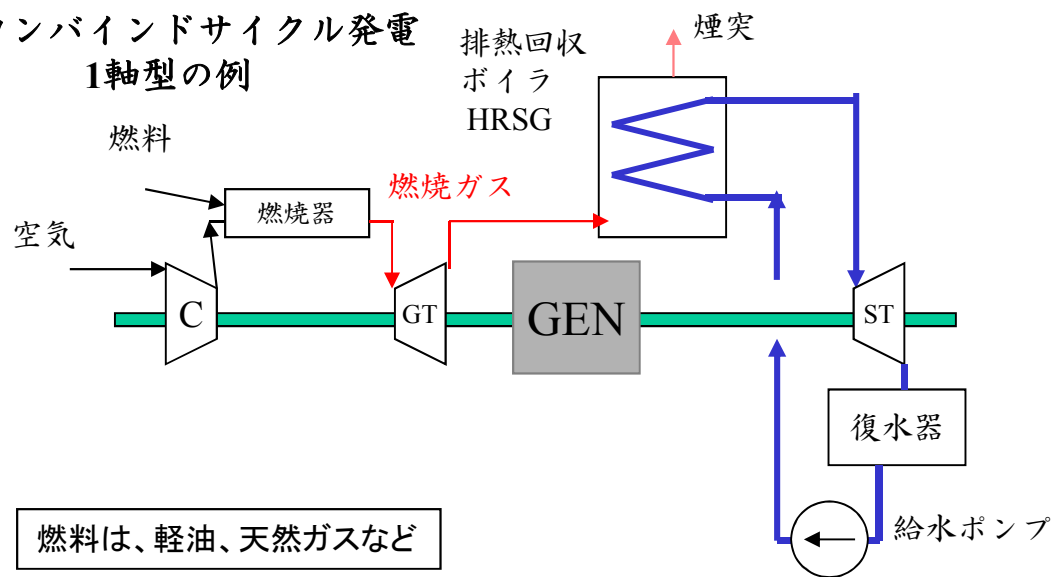 ンバインドサイクル発電
1軸型の例
排熱回収
ボイラ
HRSG
煙突
燃料
燃焼ガス
燃焼器
空気
C
GT
GEN
ST
復水器
給水ポンプ
燃料は、軽油、天然ガスなど